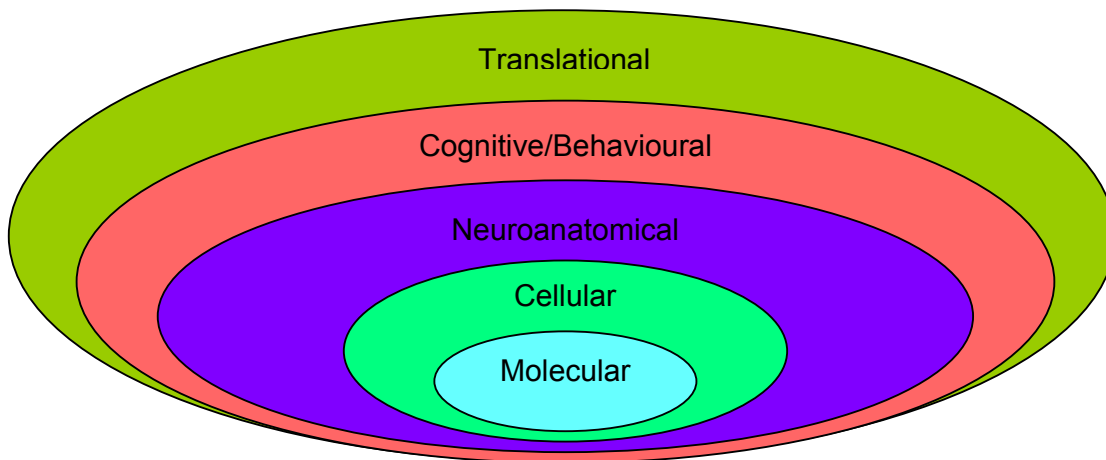 Translational
Cognitive/Behavioural
Neuroanatomical
Cellular
Molecular